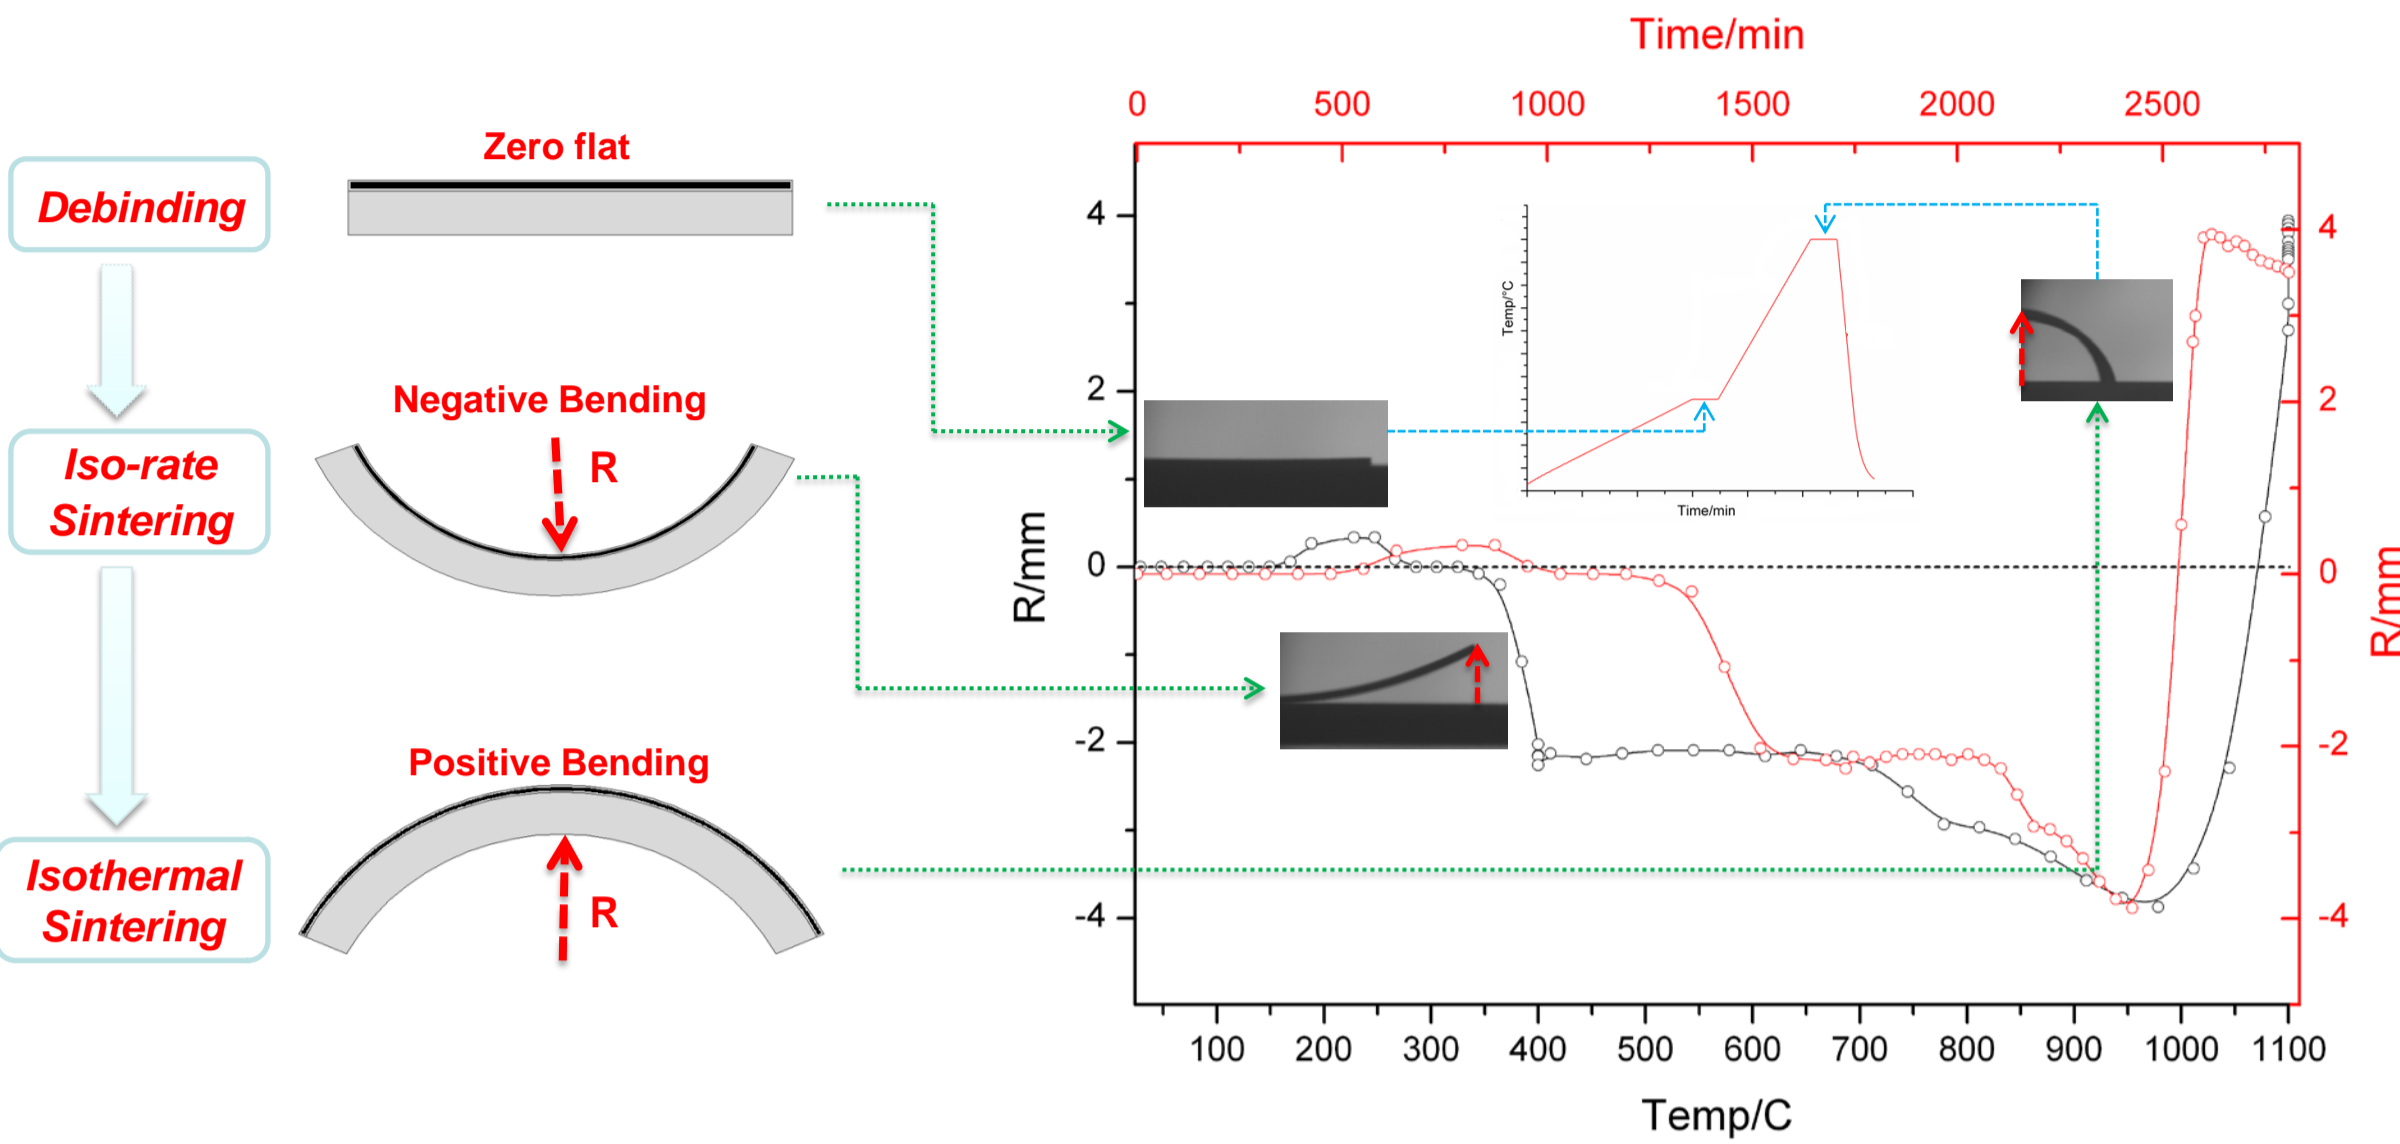 Debinding
Iso-rate
Sintering
Isothermal
Sintering
Zero flat
Negative Bending
R
Positive Bending
R
Time/min
0 500 1000 1500 2000 2500
4
2
0
-2
-4
R/mm
Temp/°C
Time/min
4
2
0
-2
-4
R/mm
100 200 300 400 500 600 700 800 900 1000 1100
Temp/C